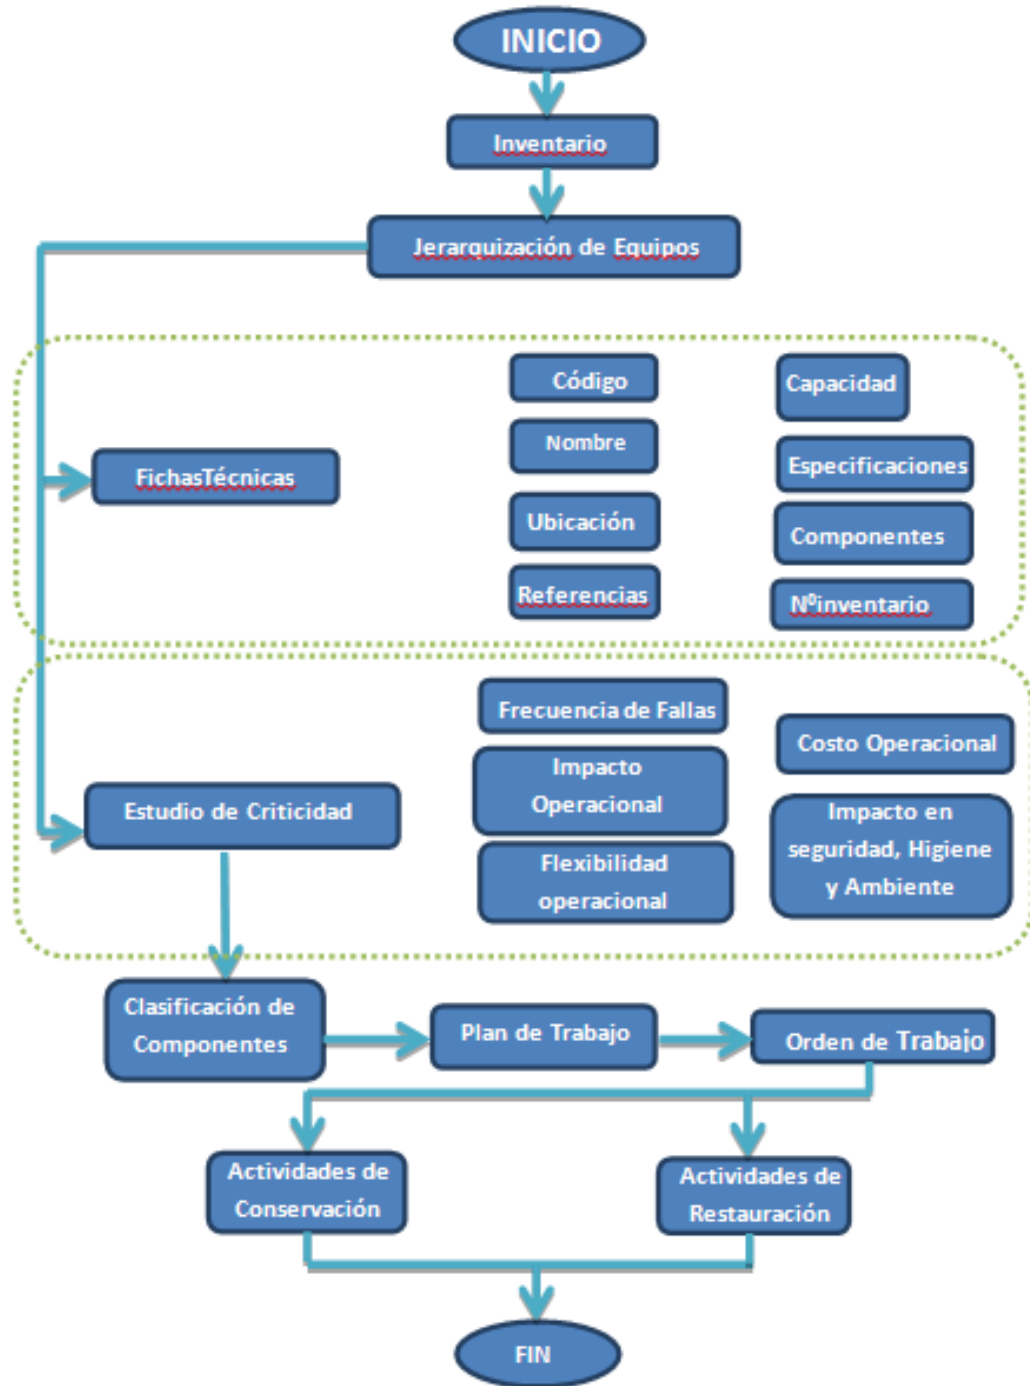 INICIO
Inventario
Jerarquización de Equipos
Código
Capacidad
Nombre
Especificaciones
FichasTécnicas
Ubicación
Componentes
Referencias
Nºinventario
Frecuencia de Fallas
Costo Operacional
Impacto
Operacional
Estudio de Criticidad
Impacto en
seguridad, Higiene
y Ambiente
Flexibilidad
operacional
Clasificación de
Componentes
Plan de Trabajo
Orden de Trabajo
Actividades de
Conservación
Actividades de
Restauración
FIN